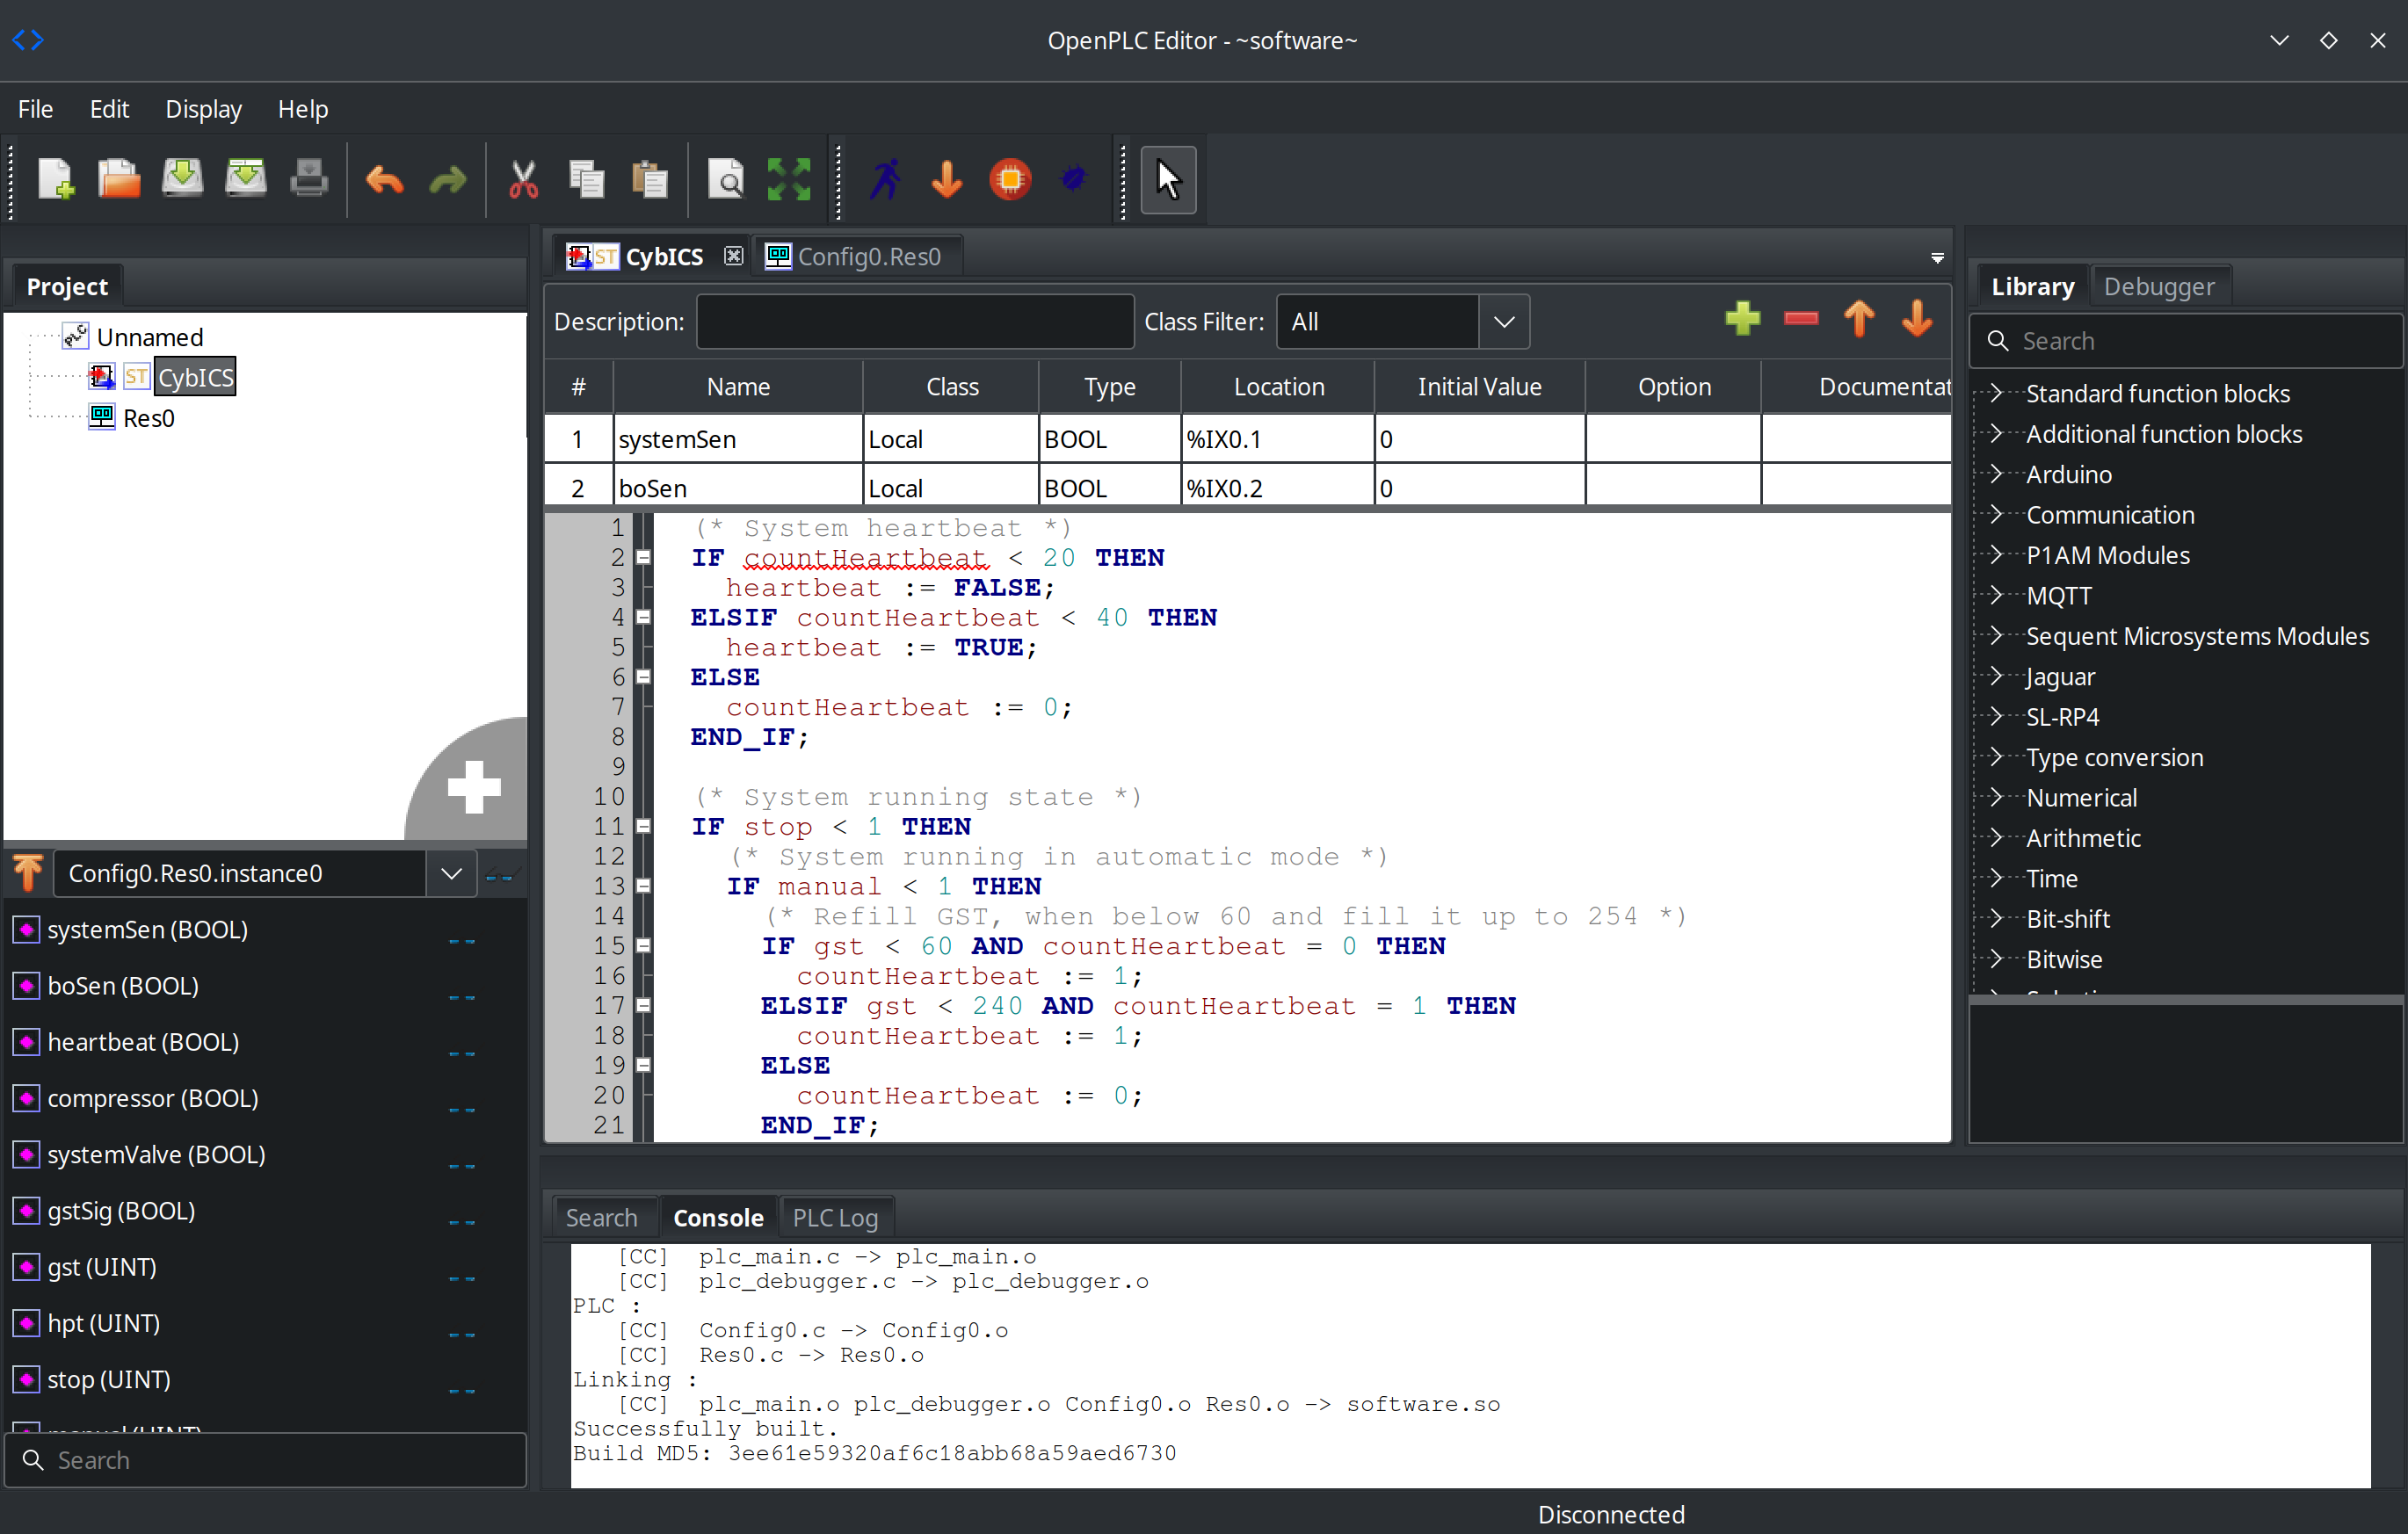 OpenPLC Editor - ~software~
File Edit Display Help
Project
Unnamed
ST CybICS
Res0
Config0.Res0.instance0
systemSen (BOOL)
boSen (BOOL)
heartbeat (BOOL)
compressor (BOOL)
systemValve (BOOL)
gstSig (BOOL)
gst (UINT)
hpt (UINT)
stop (UINT)
manual (UINT)
Search
ST CybICS Config0.Res0
Description: Class Filter: All
# Name Class Type Location Initial Value Option Documentat
1 systemSen Local BOOL %IX0.1 0
2 boSen Local BOOL %IX0.2 0
1 (* System heartbeat *)
2 IF countHeartbeat < 20 THEN
3 heartbeat := FALSE;
4 ELSIF countHeartbeat < 40 THEN
5 heartbeat := TRUE;
6 ELSE
7 countHeartbeat := 0;
8 END_IF;
9
10 (* System running state *)
11 IF stop < 1 THEN
12 (* System running in automatic mode *)
13 IF manual < 1 THEN
14 (* Refill GST, when below 60 and fill it up to 254 *)
15 IF gst < 60 AND countHeartbeat = 0 THEN
16 countHeartbeat := 1;
17 ELSIF gst < 240 AND countHeartbeat = 1 THEN
18 countHeartbeat := 1;
19 ELSE
20 countHeartbeat := 0;
21 END_IF;
Search Console PLC Log
[CC] plc_main.c -> plc_main.o
[CC] plc_debugger.c -> plc_debugger.o
PLC :
[CC] Config0.c -> Config0.o
[CC] Res0.c -> Res0.o
Linking :
[CC] plc_main.o plc_debugger.o Config0.o Res0.o -> software.so
Successfully built.
Build MD5: 3ee61e59320af6c18abb68a59aed6730
Library Debugger
Search
Standard function blocks
Additional function blocks
Arduino
Communication
P1AM Modules
MQTT
Sequent Microsystems Modules
Jaguar
SL-RP4
Type conversion
Numerical
Arithmetic
Time
Bit-shift
Bitwise
Disconnected